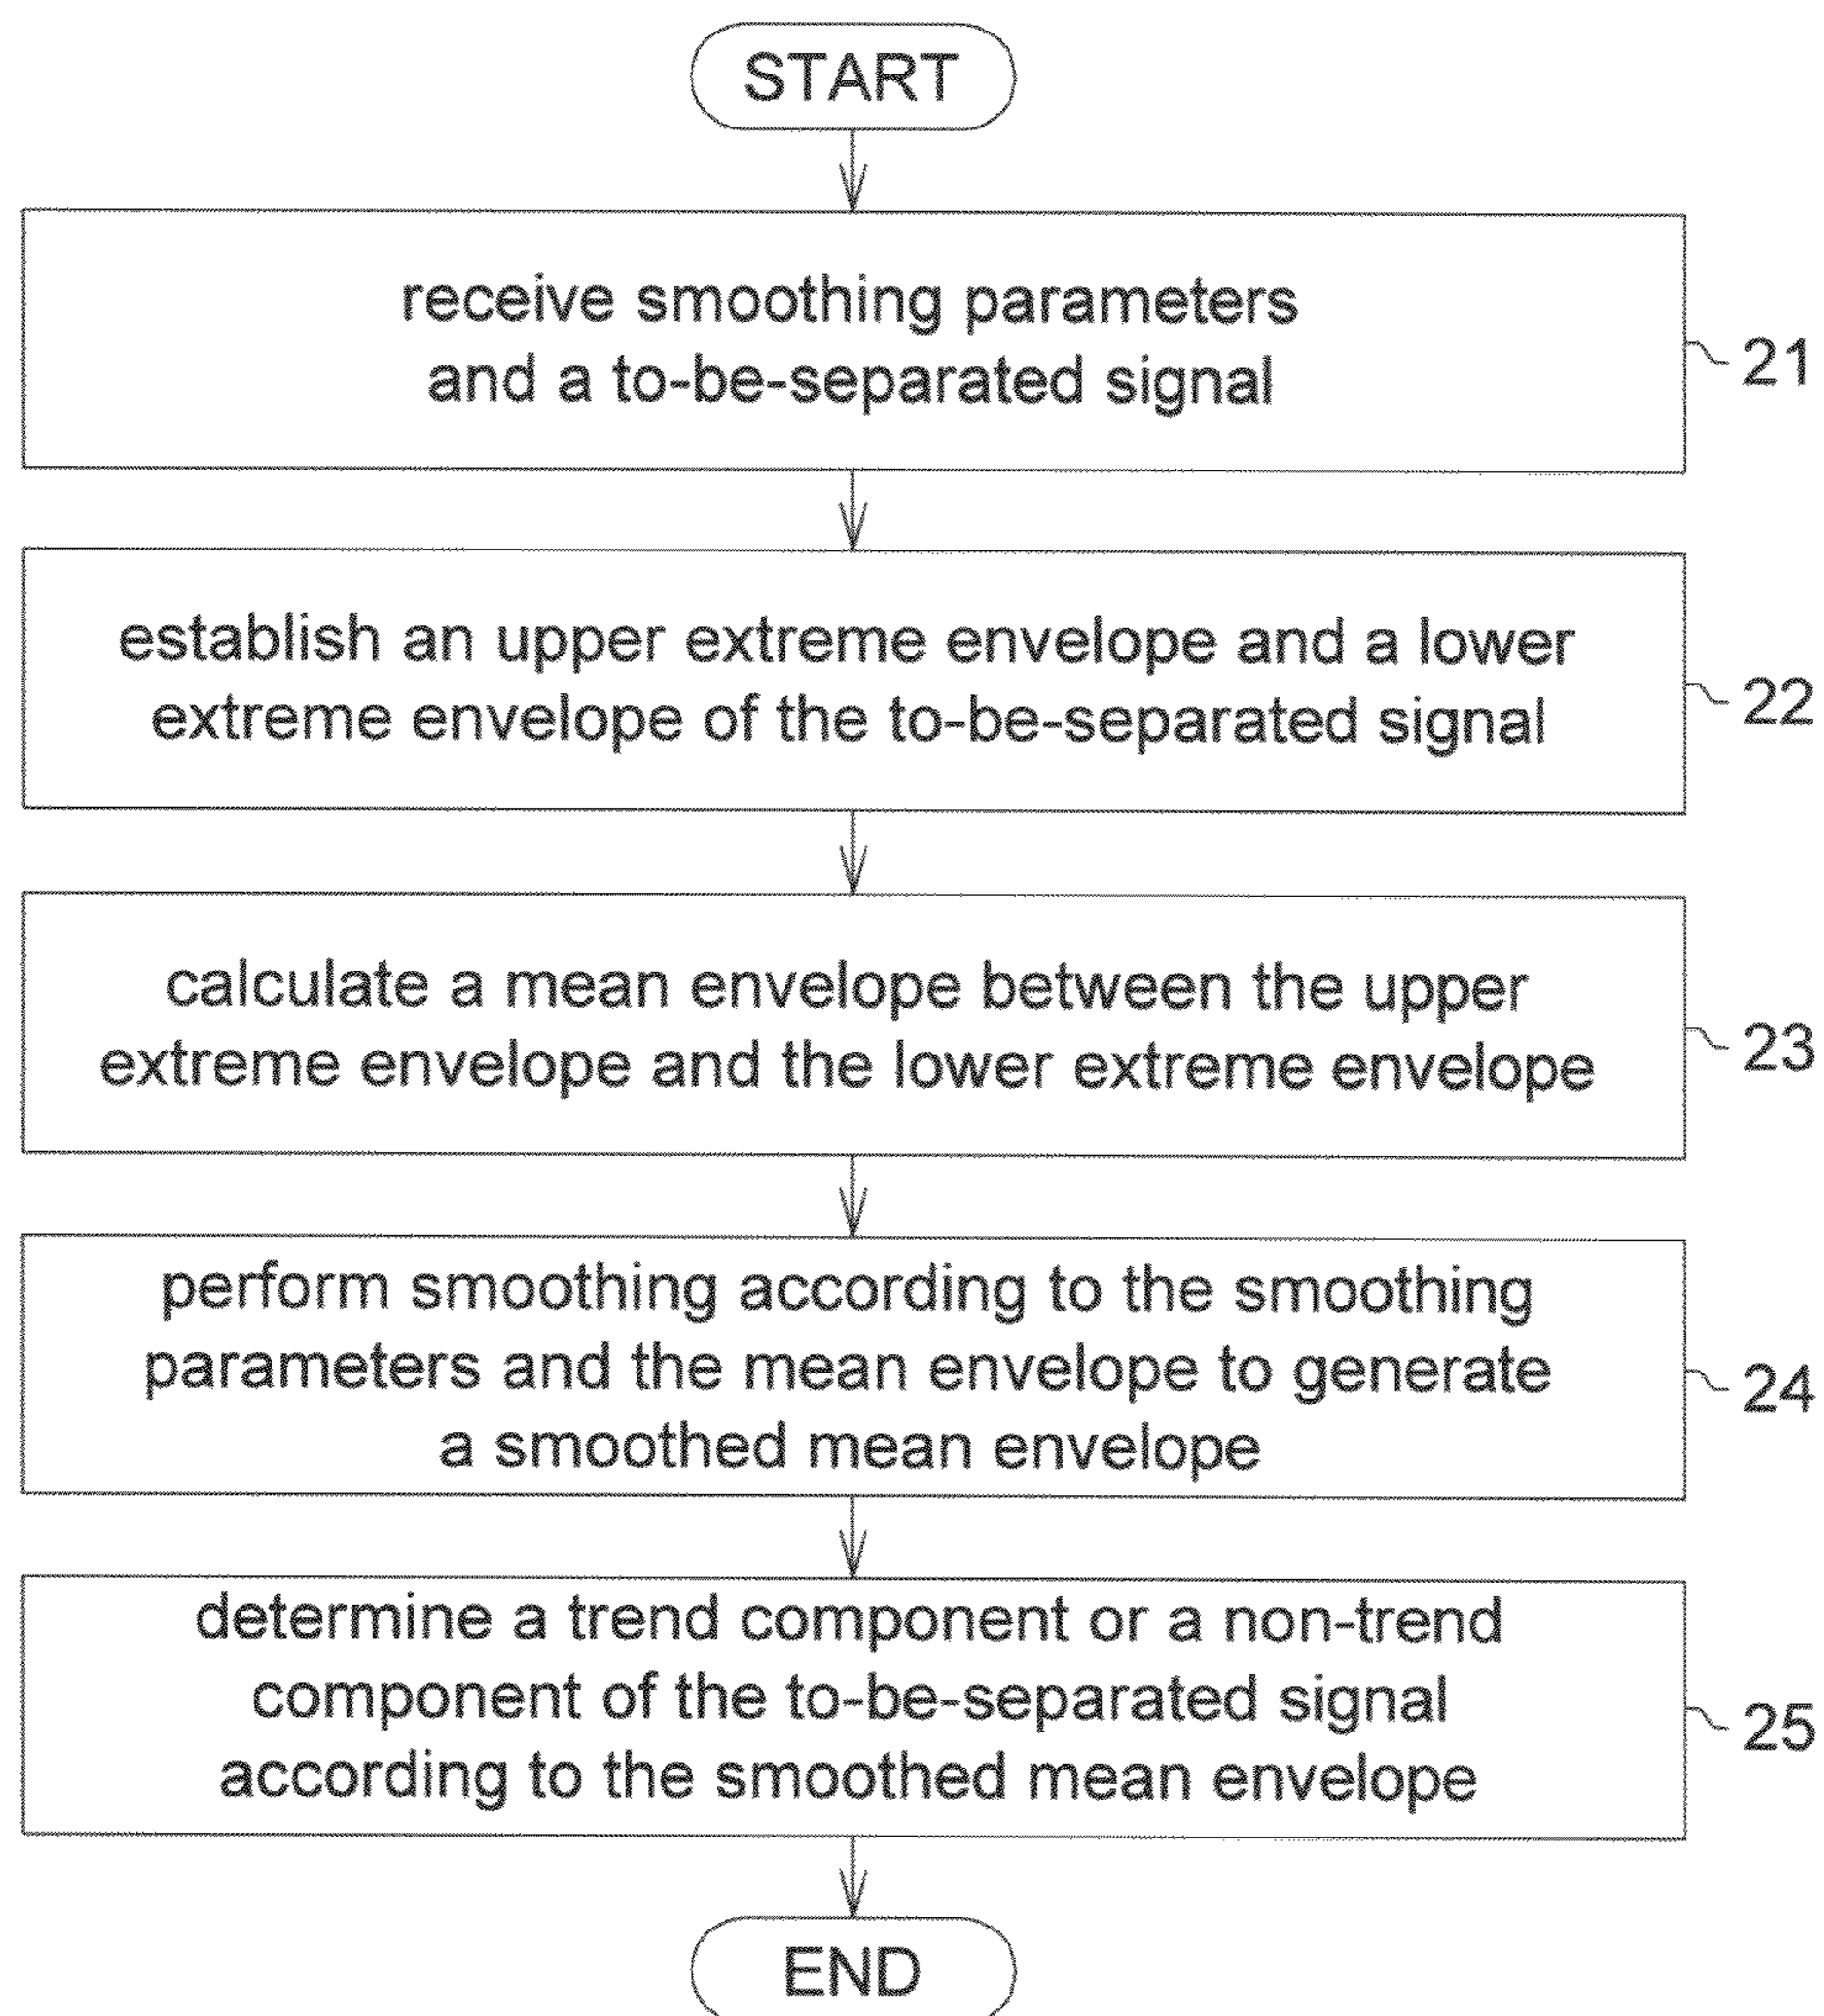 START
receive smoothing parameters
and a to-be-separated signal
21
establish an upper extreme envelope and a lower
extreme envelope of the to-be-separated signal
22
calculate a mean envelope between the upper
extreme envelope and the lower extreme envelope
23
perform smoothing according to the smoothing
parameters and the mean envelope to generate
a smoothed mean envelope
24
determine a trend component or a non-trend
component of the to-be-separated signal
according to the smoothed mean envelope
25
END